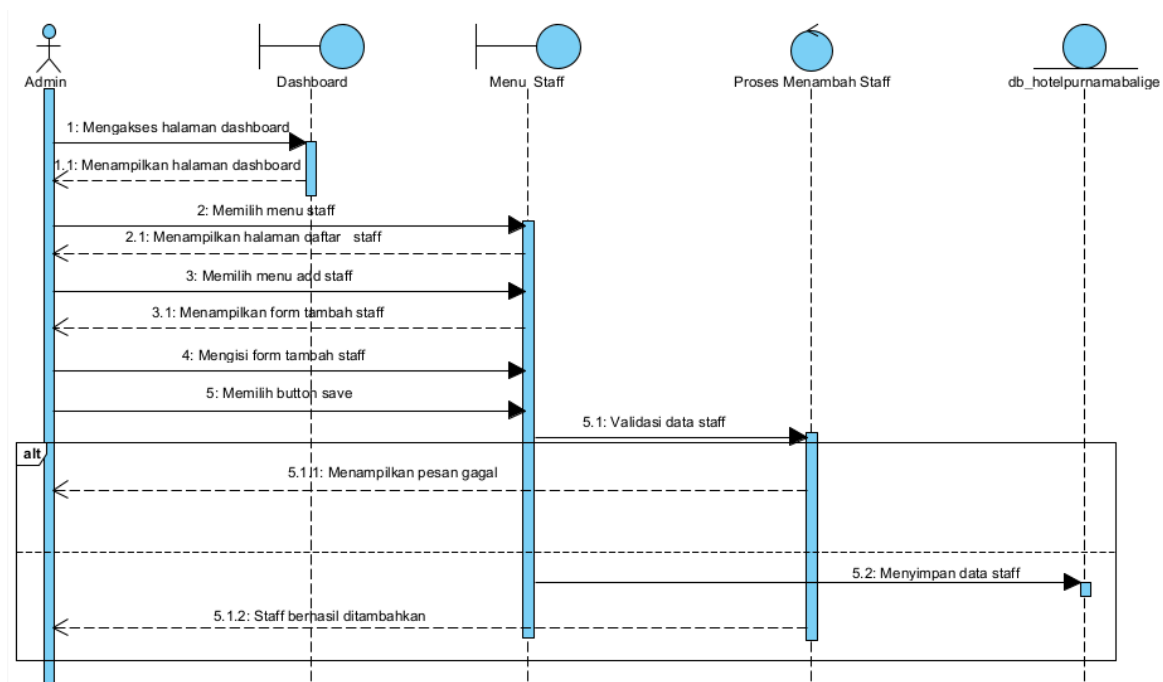 Admin
Dashboard
Menu_Staff
Proses Menambah Staff
db_hotelpurnamabalige
1: Mengakses halaman dashboard
1.1: Menampilkan halaman dashboard
2: Memilih menu staff
2.1: Menampilkan halaman daftar staff
3: Memilih menu add staff
3.1: Menampilkan form tambah staff
4: Mengisi form tambah staff
5: Memilih button save
5.1: Validasi data staff
alt
5.1.1: Menampilkan pesan gagal
5.2: Menyimpan data staff
5.1.2: Staff berhasil ditambahkan